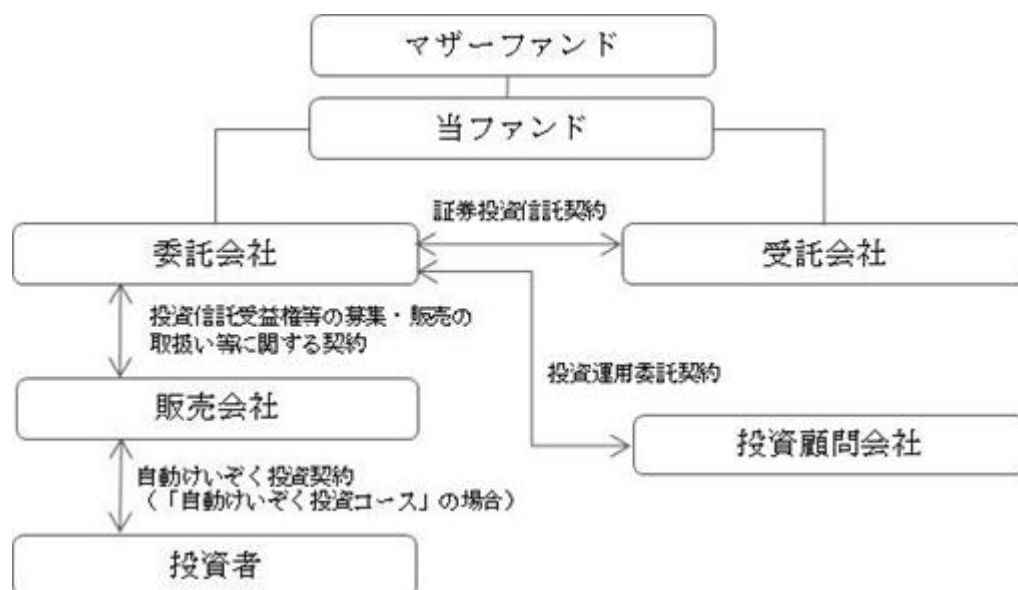 マザーファンド
当ファンド
証券投資信託契約
委託会社
受託会社
投資信託受益権等の募集・販売の
取扱い等に関する契約
投資運用委託契約
販売会社
投資顧問会社
自動けいぞく投資契約
（「自動けいぞく投資コース」の場合）
投資者